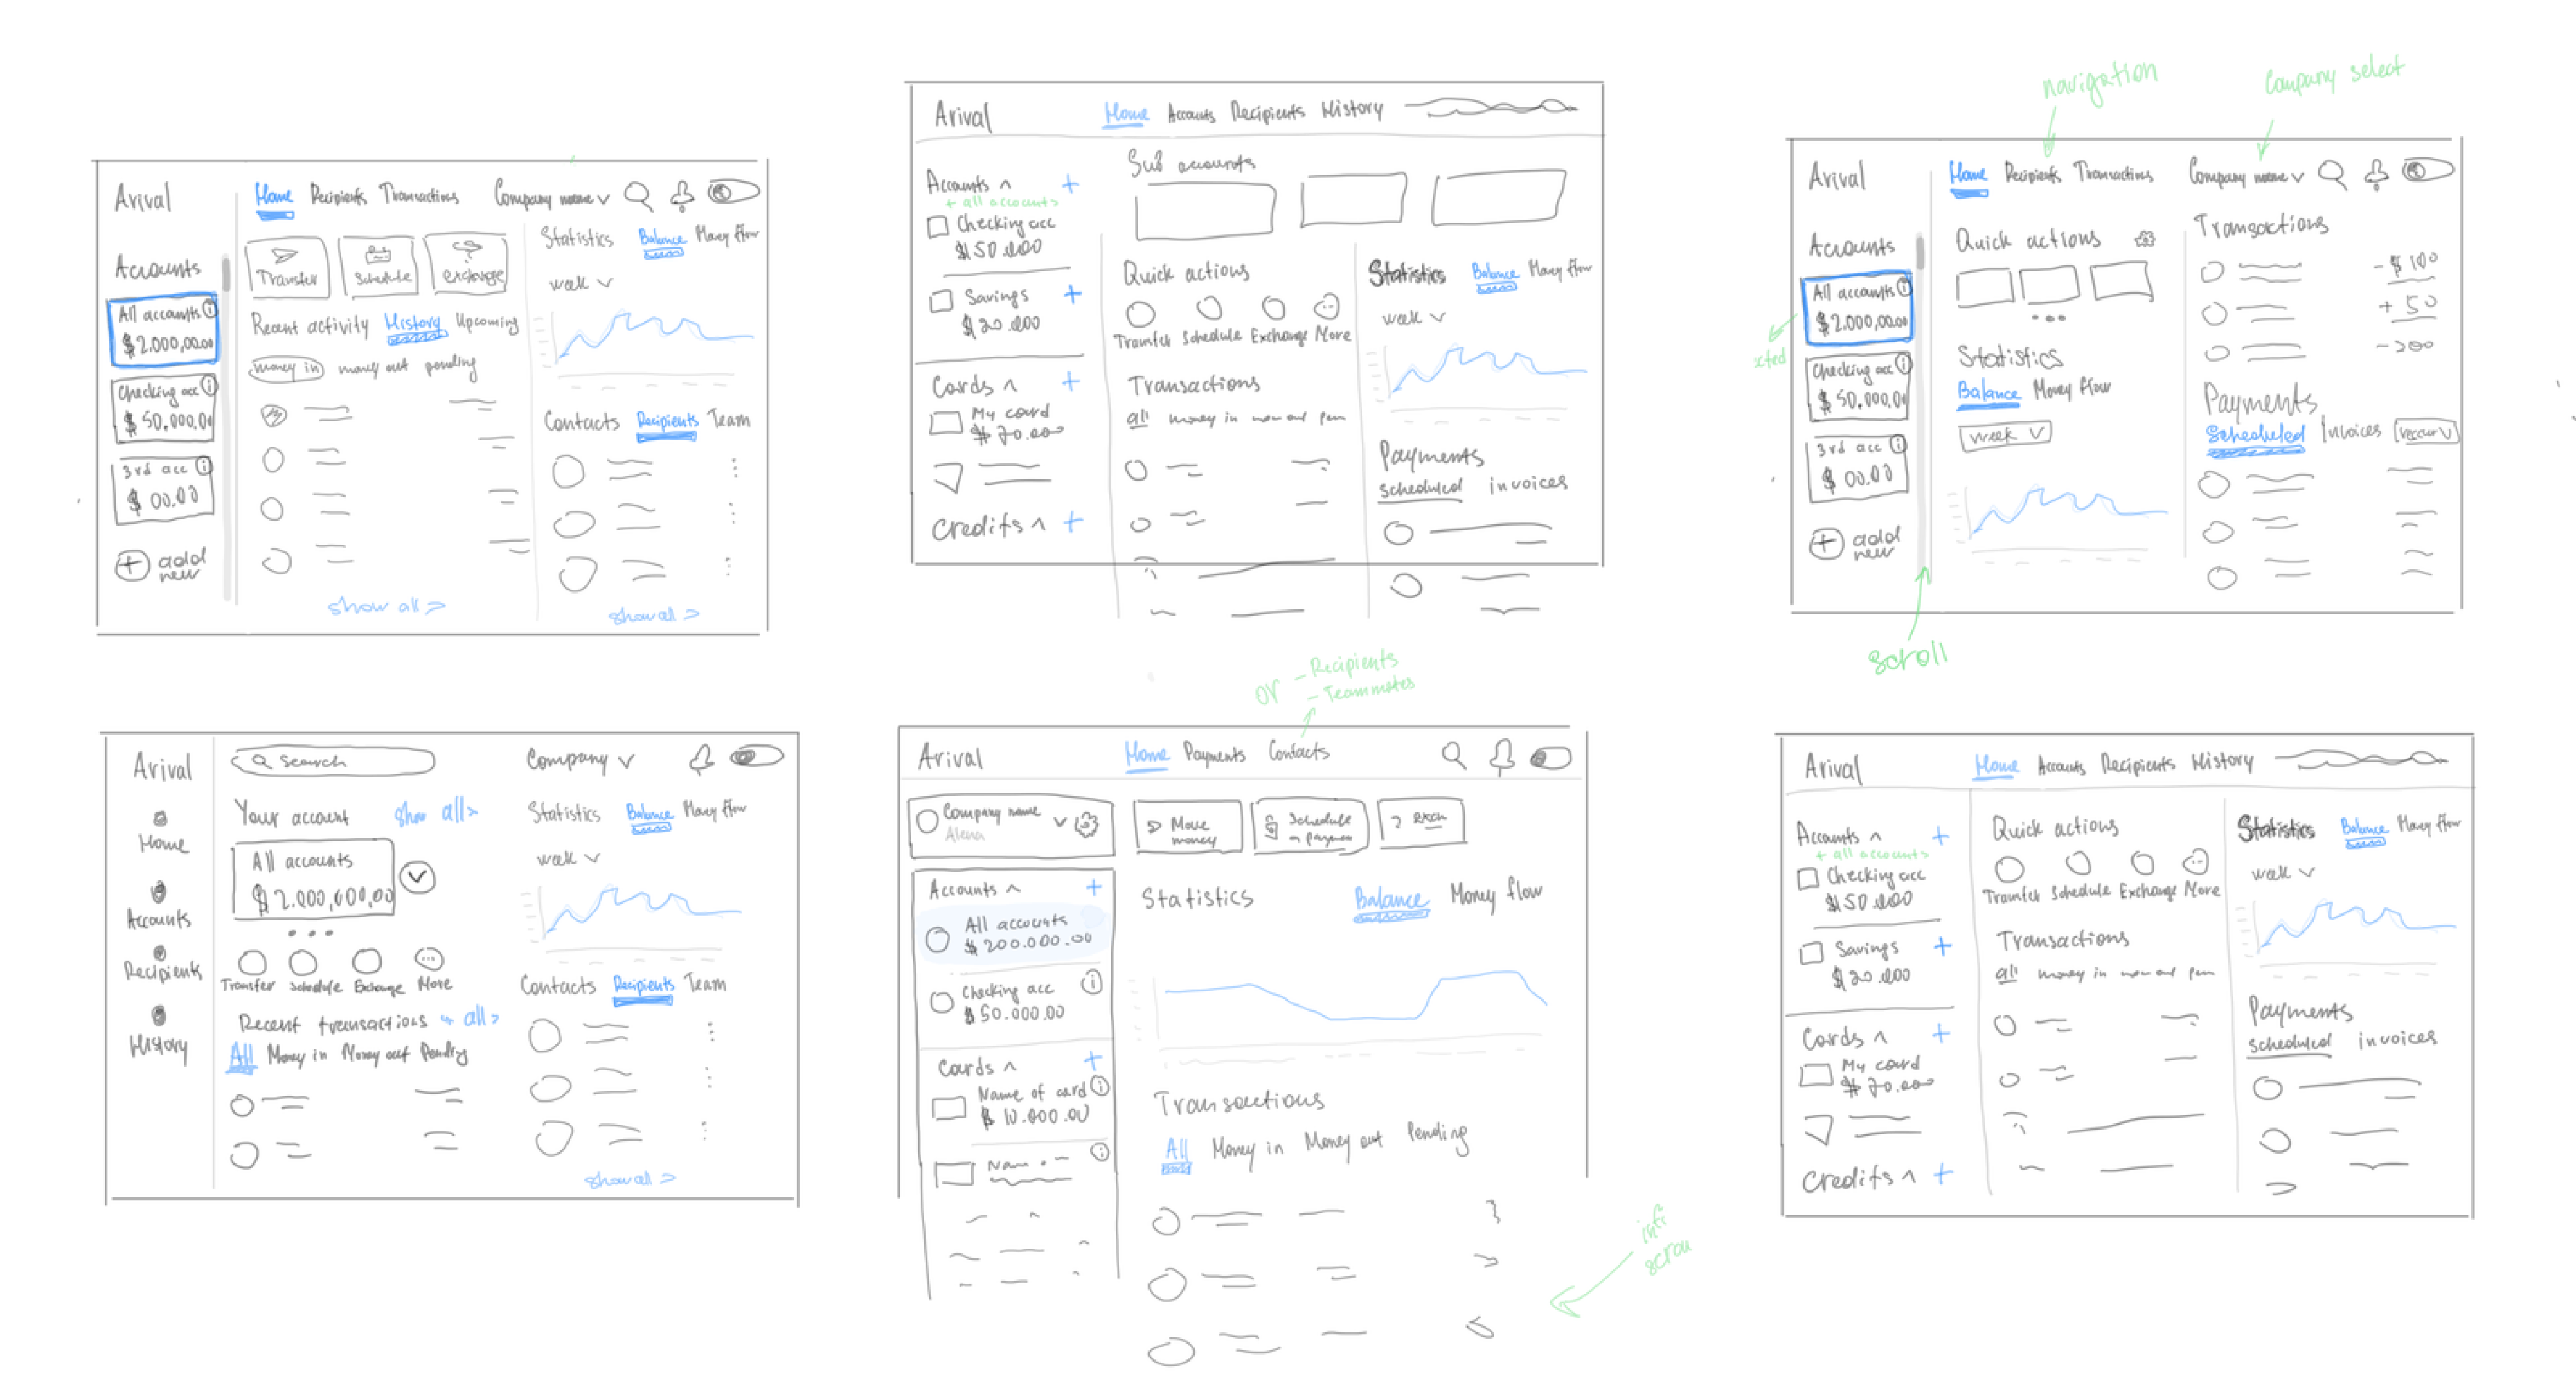 Arival
Home Recipients Transactions
Company name
Accounts
All accounts
$2.000,00.00
Checking acc
$50.000.00
3rd acc
$00.00
add
new
Transfer
Schedule
exchange
Recent activity History Upcoming
money in money out pending
show all >
Statistics Balance Money flow
week
Contacts Recipients Team
show all >
Arival
Home Accounts Recipients History
Accounts +
+ all accounts
Checking acc
$50.000
Savings +
$20.000
Cards +
My card
$70.000
Credits +
Sub accounts
Quick actions
Transfer Schedule Exchange More
Transactions
all money in
Statistics Balance Money flow
week
Payments
scheduled invoices
navigation
Company select
Arival
Home Recipients Transactions
Company name
Accounts
All accounts
$2.000,00.00
Checking acc
$50.000.00
3rd acc
$00.00
add
new
scroll
Quick actions
Statistics
Balance Money flow
week
Transactions
- $100
+ 50
- 200
Payments
Scheduled Invoices
Arival
Home
Accounts
Recipients
History
Search
Company
Your account show all >
All accounts
$2.000,000.00
Transfer Schedule Exchange More
Recent transactions all >
All Money in Money out Pending
Statistics Balance Money flow
week
Contacts Recipients Team
show all >
or - Recipients
- Teammates
Arival
Home Payments Contacts
Company name
Alena
Move
money
Schedule
a payment
exch
Accounts +
All accounts
$200.000.00
Checking acc
$50.000.00
Cards +
Name of card
$10.000.00
Statistics Balance Money flow
Transactions
All Money in Money out Pending
Arival
Home Accounts Recipients History
Accounts +
+ all accounts
Checking acc
$50.000
Savings +
$20.000
Cards +
My card
$70.000
Credits +
Quick actions
Transfer Schedule Exchange More
Transactions
all money in
Statistics Balance Money flow
week
Payments
scheduled invoices